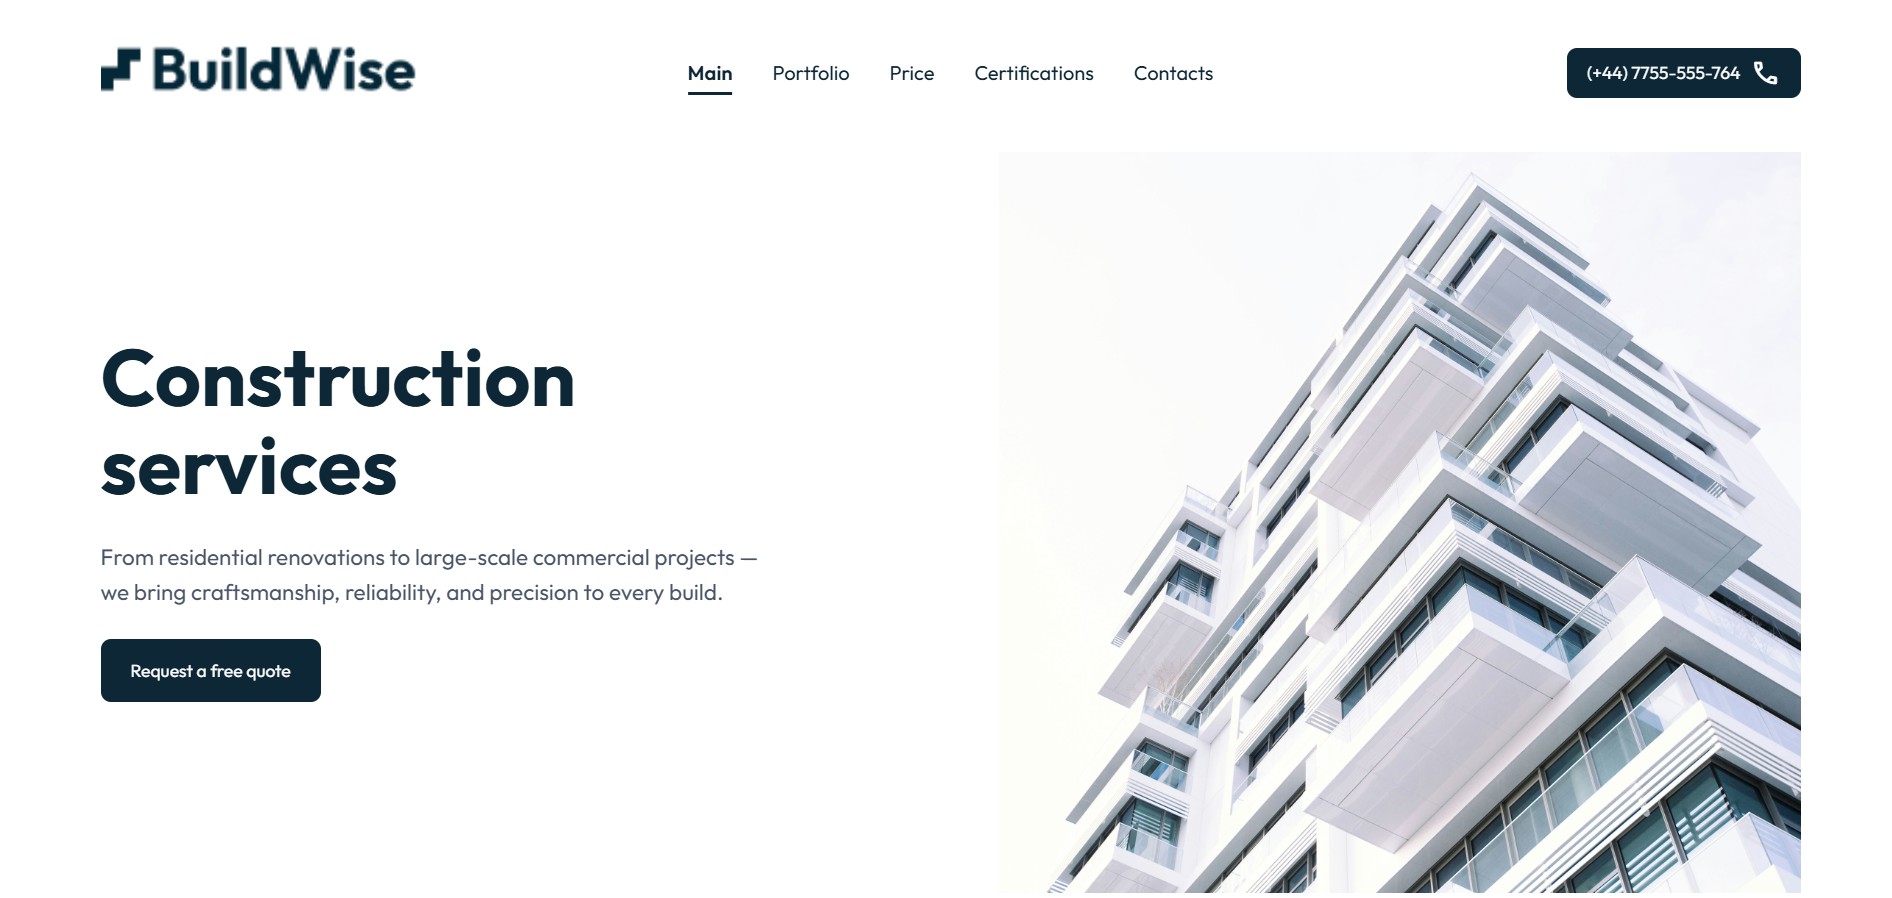 BuildWise
Main
Portfolio
Price
Certifications
Contacts
(+44) 7755-555-764
Construction
services
From residential renovations to large-scale commercial projects —
we bring craftsmanship, reliability, and precision to every build.
Request a free quote